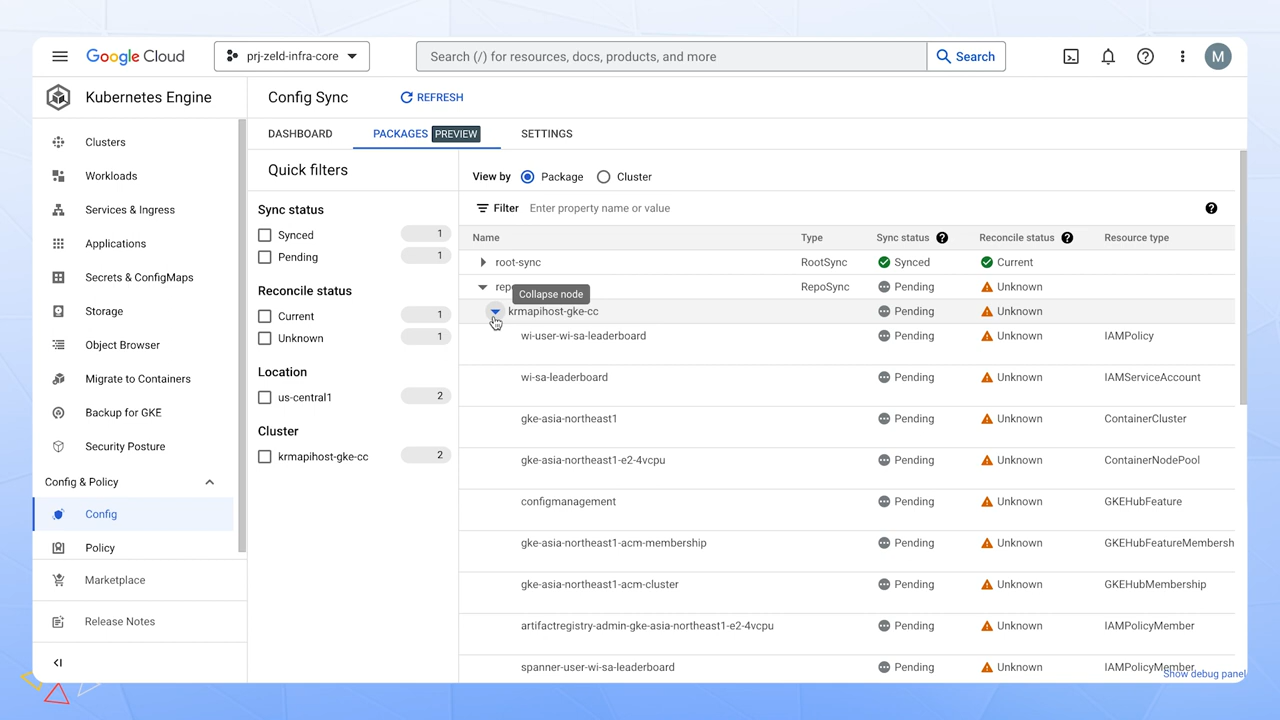 Google Cloud
prj-zeld-infra-core
Search (/) for resources, docs, products, and more
Search
M
Kubernetes Engine
Config Sync
REFRESH
DASHBOARD
PACKAGES PREVIEW
SETTINGS
Clusters
Workloads
Services & Ingress
Applications
Secrets & ConfigMaps
Storage
Object Browser
Migrate to Containers
Backup for GKE
Security Posture
Config & Policy
Config
Policy
Marketplace
Release Notes
Quick filters
Sync status
Synced 1
Pending 1
Reconcile status
Current 1
Unknown 1
Location
us-central1 2
Cluster
krmapihost-gke-cc 2
View by Package Cluster
Filter Enter property name or value
Name Type Sync status Reconcile status Resource type
root-sync RootSync Synced Current
RepoSync Pending Unknown
Collapse node
krmapihost-gke-cc Pending Unknown
wi-user-wi-sa-leaderboard Pending Unknown IAMPolicy
wi-sa-leaderboard Pending Unknown IAMServiceAccount
gke-asia-northeast1 Pending Unknown ContainerCluster
gke-asia-northeast1-e2-4vcpu Pending Unknown ContainerNodePool
configmanagement Pending Unknown GKEHubFeature
gke-asia-northeast1-acm-membership Pending Unknown GKEHubFeatureMembersh
gke-asia-northeast1-acm-cluster Pending Unknown GKEHubMembership
artifactregistry-admin-gke-asia-northeast1-e2-4vcpu Pending Unknown IAMPolicyMember
spanner-user-wi-sa-leaderboard Pending Unknown IAMPolicyMember
Show debug panel